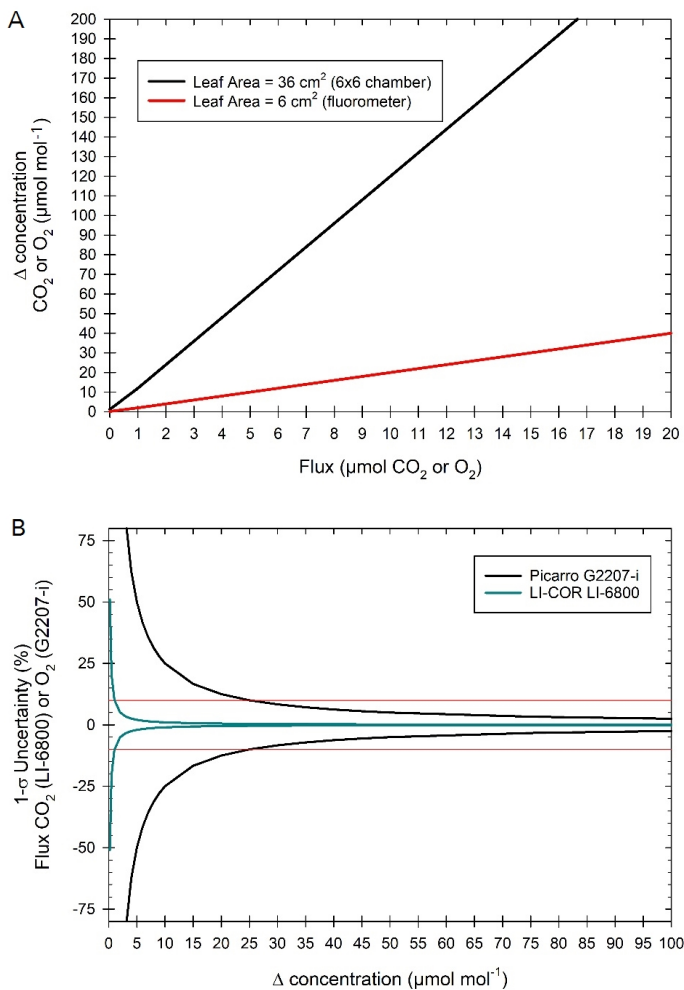 A
Δ concentration
CO₂ or O₂ (µmol mol⁻¹)
200
190
180
170
160
150
140
130
120
110
100
90
80
70
60
50
40
30
20
10
0
Leaf Area = 36 cm² (6x6 chamber)
Leaf Area = 6 cm² (fluorometer)
0 1 2 3 4 5 6 7 8 9 10 11 12 13 14 15 16 17 18 19 20
Flux (µmol CO₂ or O₂)
B
1-σ Uncertainty (%)
Flux CO₂ (LI-6800) or O₂ (G2207-i)
75
50
25
0
-25
-50
-75
Picarro G2207-i
LI-COR LI-6800
0 5 10 15 20 25 30 35 40 45 50 55 60 65 70 75 80 85 90 95 100
Δ concentration (µmol mol⁻¹)